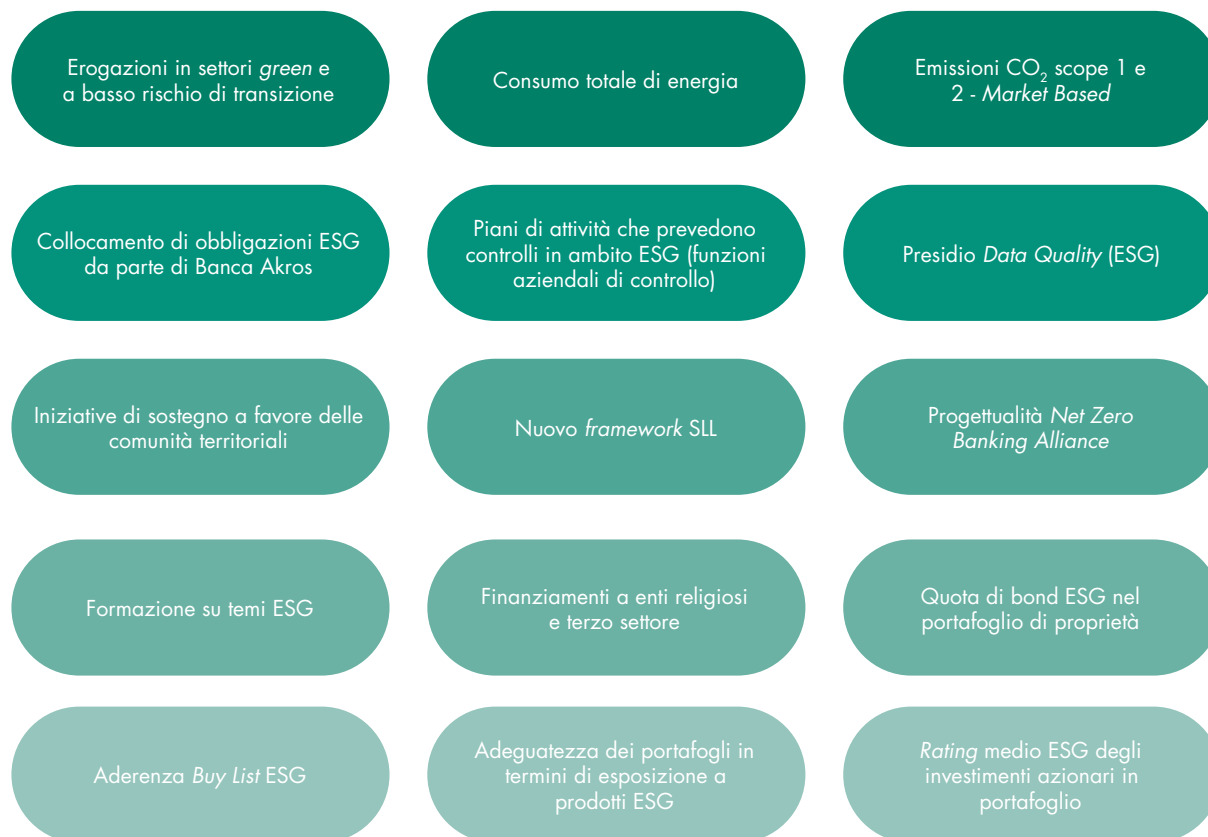 Erogazioni in settori green e
a basso rischio di transizione
Consumo totale di energia
Emissioni CO₂ scope 1 e
2 - Market Based
Collocamento di obbligazioni ESG
da parte di Banca Akros
Piani di attività che prevedono
controlli in ambito ESG (funzioni
aziendali di controllo)
Presidio Data Quality (ESG)
Iniziative di sostegno a favore delle
comunità territoriali
Nuovo framework SLL
Progettualità Net Zero
Banking Alliance
Formazione su temi ESG
Finanziamenti a enti religiosi
e terzo settore
Quota di bond ESG nel
portafoglio di proprietà
Aderenza Buy List ESG
Adeguatezza dei portafogli in
termini di esposizione a
prodotti ESG
Rating medio ESG degli
investimenti azionari in
portafoglio